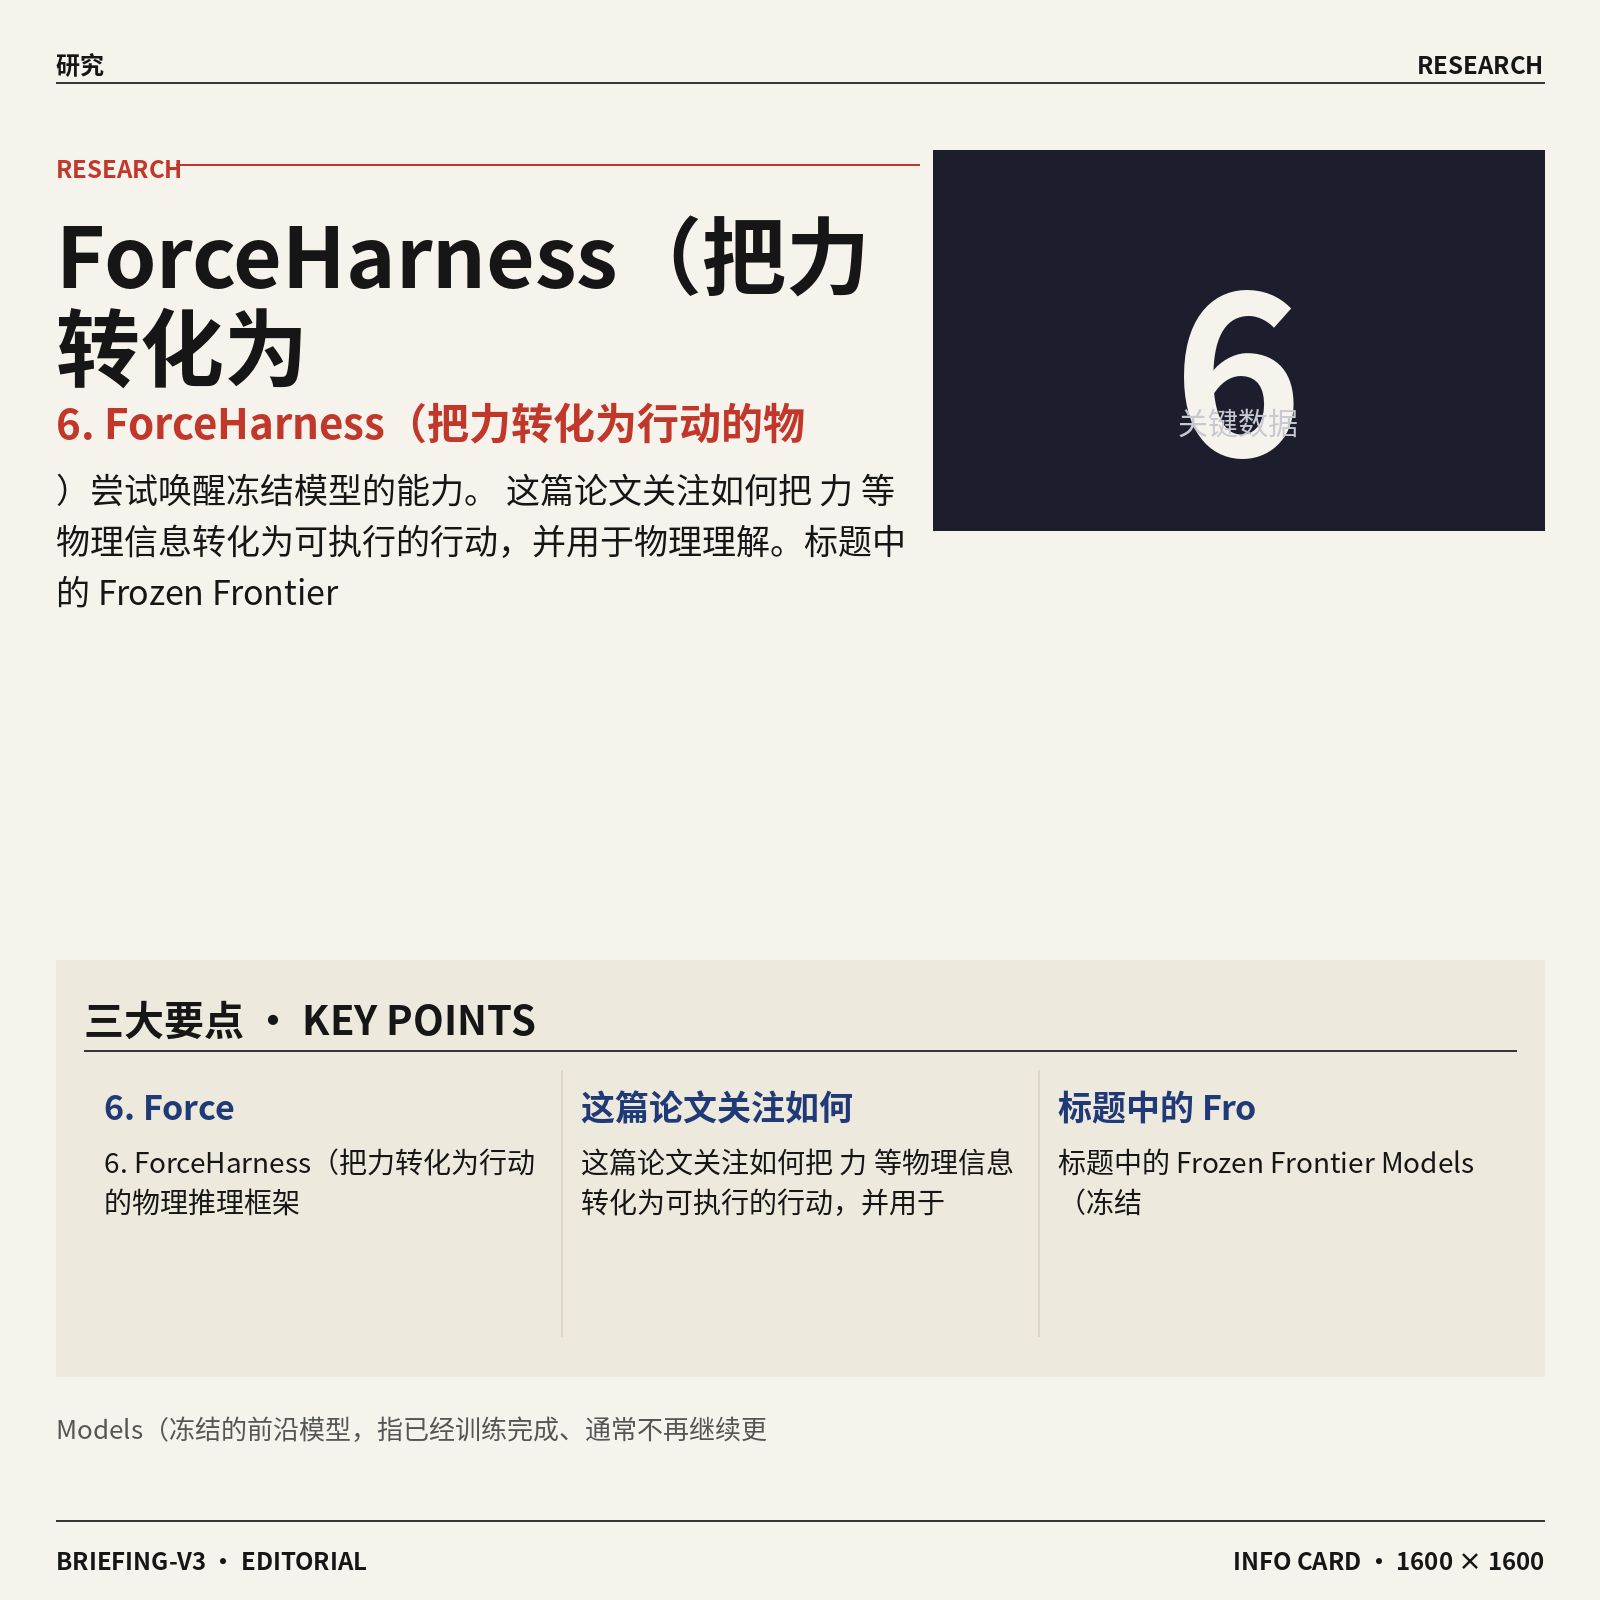 研究
RESEARCH
RESEARCH
ForceHarness（把力
转化为
6. ForceHarness（把力转化为行动的物
）尝试唤醒冻结模型的能力。 这篇论文关注如何把 力 等
物理信息转化为可执行的行动，并用于物理理解。标题中
的 Frozen Frontier
6
关键数据
三大要点 · KEY POINTS
6. Force
6. ForceHarness（把力转化为行动
的物理推理框架
这篇论文关注如何
这篇论文关注如何把 力 等物理信息
转化为可执行的行动，并用于
标题中的 Fro
标题中的 Frozen Frontier Models
（冻结
Models（冻结的前沿模型，指已经训练完成、通常不再继续更
BRIEFING-V3 · EDITORIAL
INFO CARD · 1600 × 1600